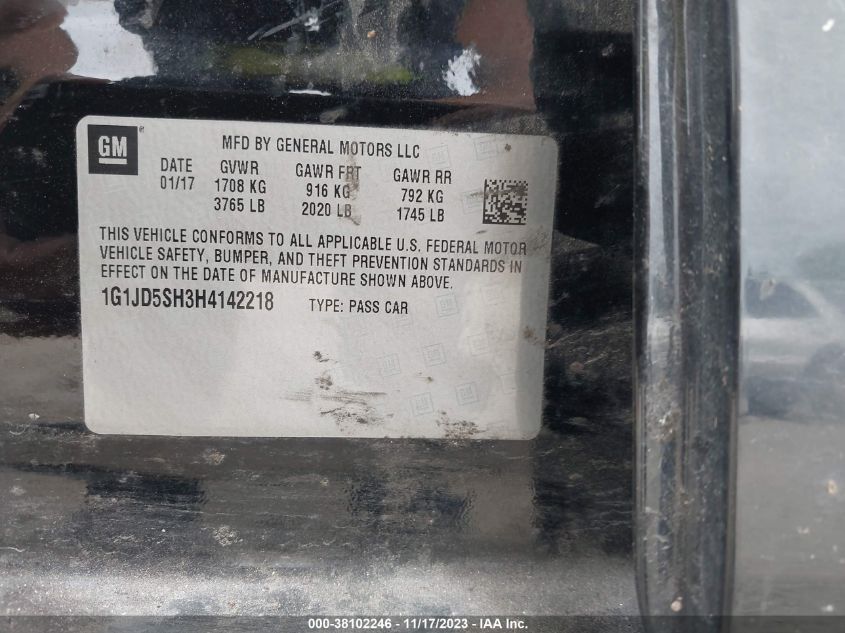 GM
MFD BY GENERAL MOTORS LLC
DATE GVWR GAWR FRT GAWR RR
01/17 1708 KG 916 KG 792 KG
3765 LB 2020 LB 1745 LB
THIS VEHICLE CONFORMS TO ALL APPLICABLE U.S. FEDERAL MOTOR
VEHICLE SAFETY, BUMPER, AND THEFT PREVENTION STANDARDS IN
EFFECT ON THE DATE OF MANUFACTURE SHOWN ABOVE.
1G1JD5SH3H4142218 TYPE: PASS CAR
000-38102246 - 11/17/2023 - IAA Inc.